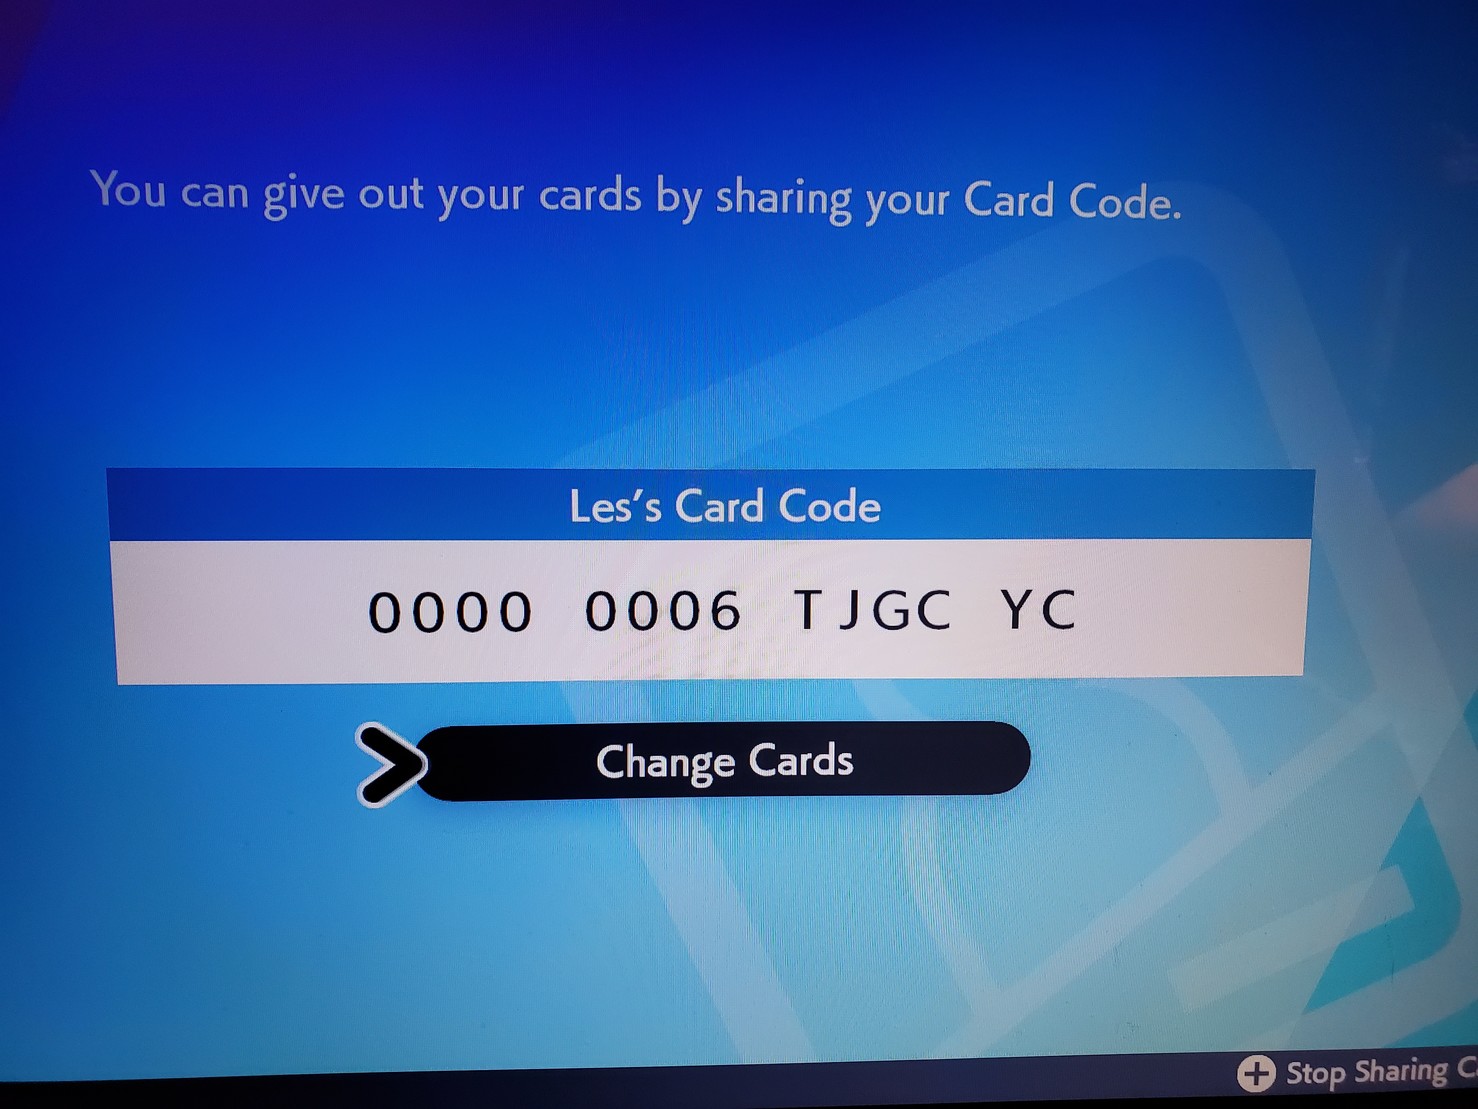 You can give out your cards by sharing your Card Code.
Les's Card Code
0000 0006 TJGC YC
Change Cards
Stop Sharing C